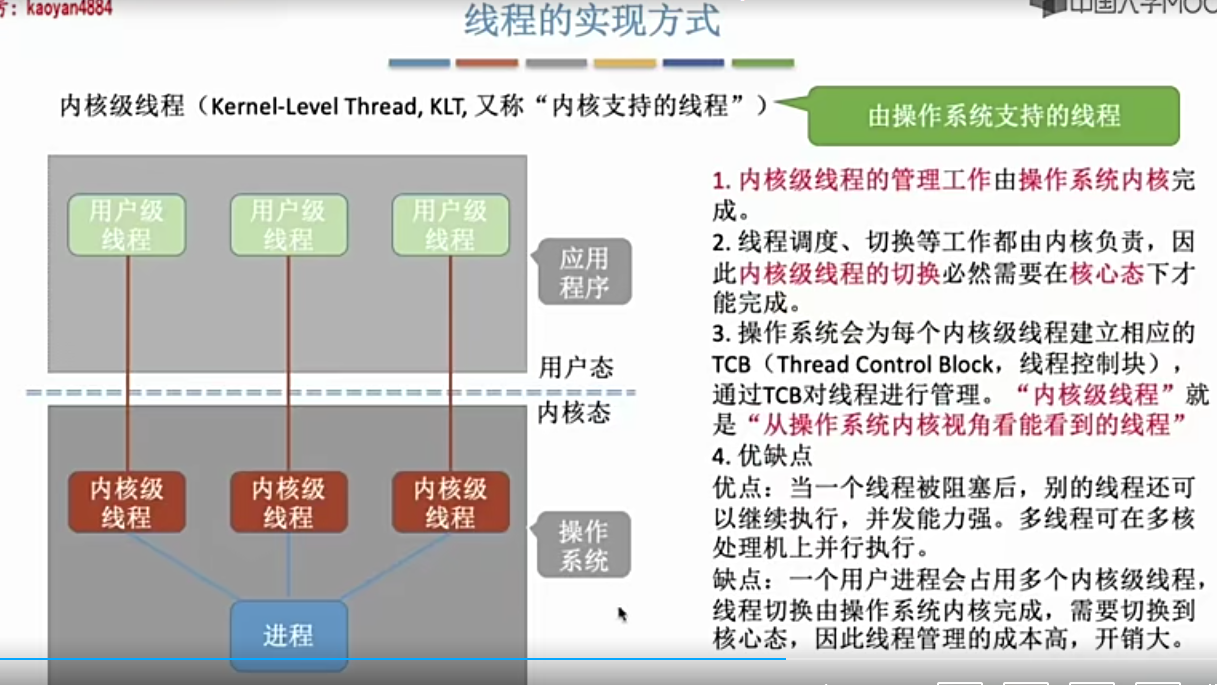 号：kaoyan4884
中国大学MOO
线程的实现方式
内核级线程（Kernel-Level Thread, KLT, 又称“内核支持的线程”）
由操作系统支持的线程
用户级
线程
用户级
线程
用户级
线程
应用
程序
用户态
内核态
内核级
线程
内核级
线程
内核级
线程
操作
系统
进程
1. 内核级线程的管理工作由操作系统内核完
成。
2. 线程调度、切换等工作都由内核负责，因
此内核级线程的切换必然需要在核心态下才
能完成。
3. 操作系统会为每个内核级线程建立相应的
TCB（Thread Control Block，线程控制块），
通过TCB对线程进行管理。“内核级线程”就
是“从操作系统内核视角看能看到的线程”
4. 优缺点
优点：当一个线程被阻塞后，别的线程还可
以继续执行，并发能力强。多线程可在多核
处理机上并行执行。
缺点：一个用户进程会占用多个内核级线程，
线程切换由操作系统内核完成，需要切换到
核心态，因此线程管理的成本高，开销大。